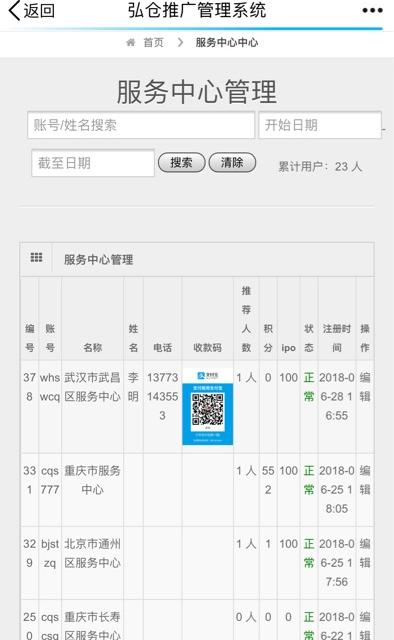 返回
弘仓推广管理系统
首页
服务中心中心
服务中心管理
账号/姓名搜索
开始日期
-
截至日期
搜索
清除
累计用户：23 人
服务中心管理
编号
账号
名称
姓名
电话
收款码
推荐人数
积分
ipo
状态
注册时间
操作
378
whswcq
武汉市武昌区服务中心
李明
13773143553
支付宝
1 人
0
100
正常
2018-06-28 16:55
编辑
331
cqs777
重庆市服务中心
1 人
552
100
正常
2018-06-25 18:05
编辑
329
bjstzq
北京市通州区服务中心
1 人
1
100
正常
2018-06-25 17:56
编辑
250
cqscsq
重庆市长寿区服务中心
0 人
0
0
正常
2018-06-22 1
编辑